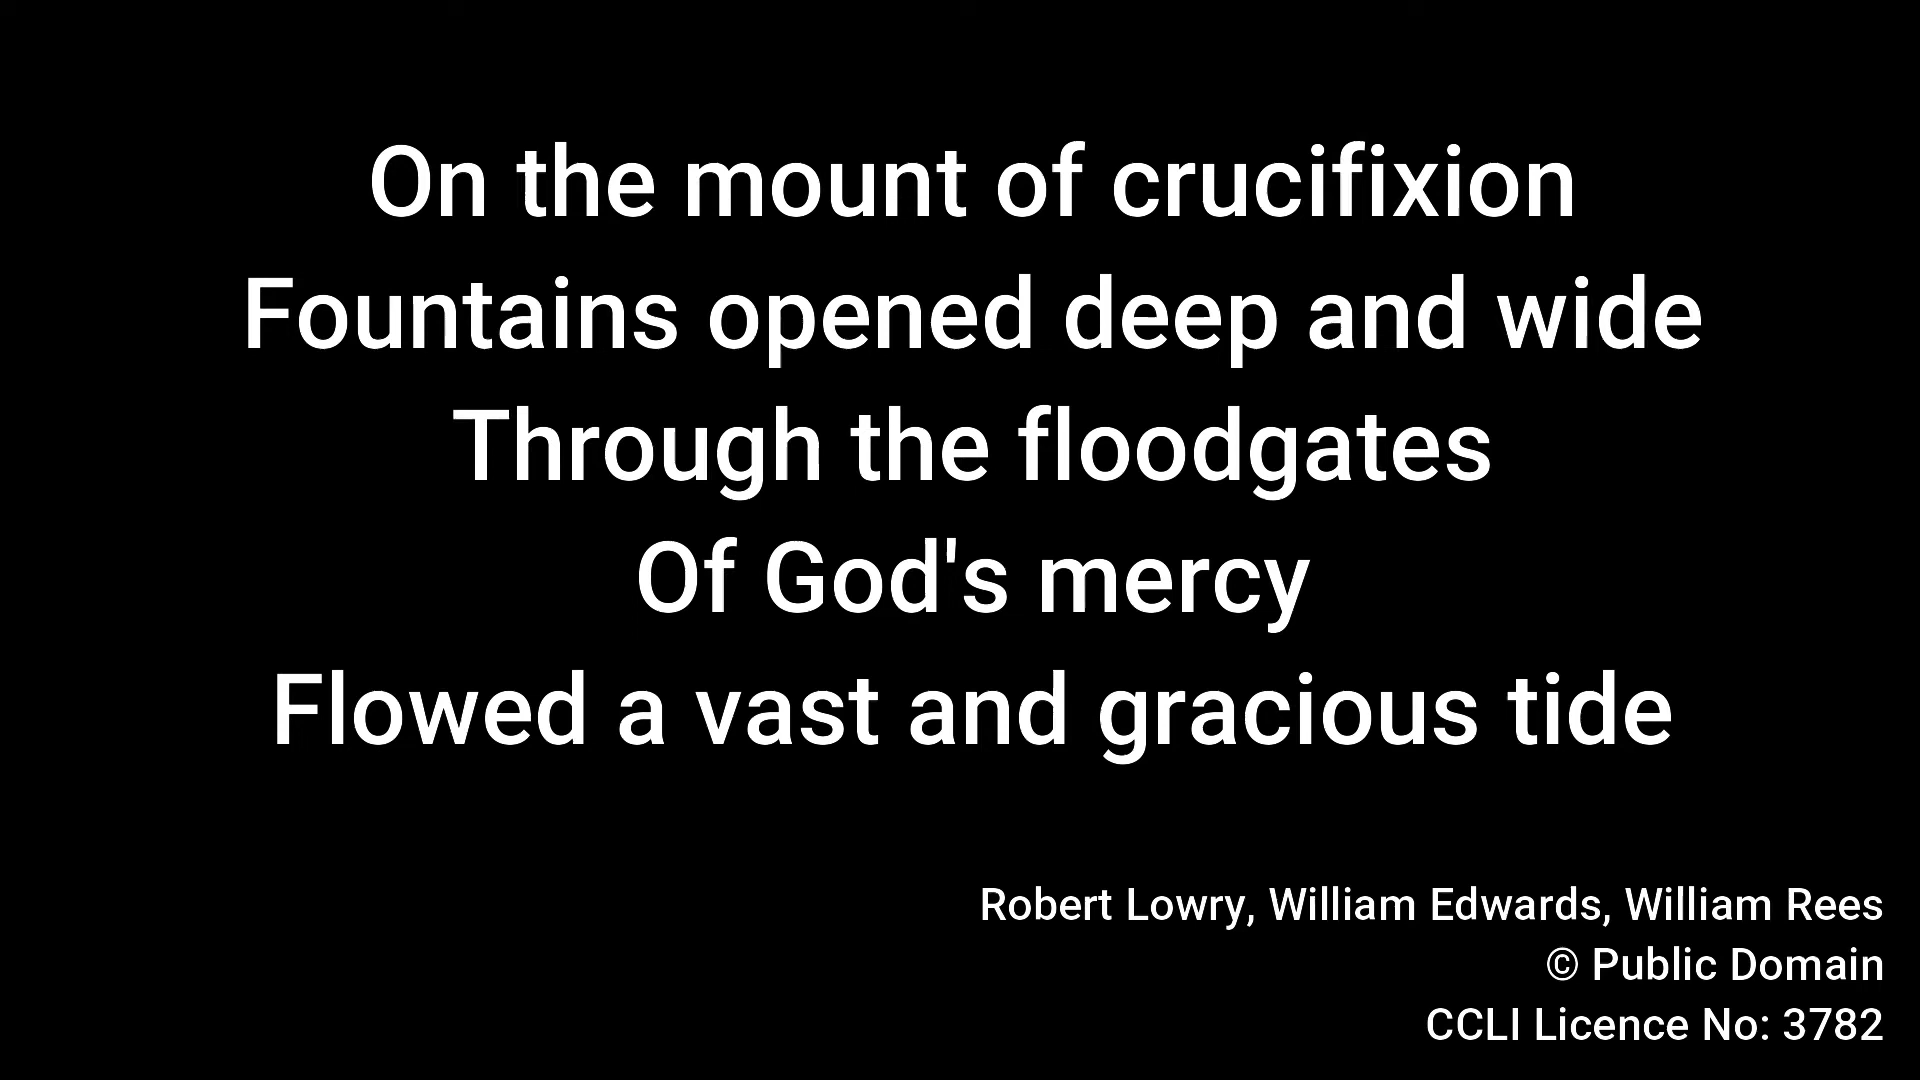 On the mount of crucifixion
Fountains opened deep and wide
Through the floodgates
Of God's mercy
Flowed a vast and gracious tide
Robert Lowry, William Edwards, William Rees
© Public Domain
CCLI Licence No: 3782